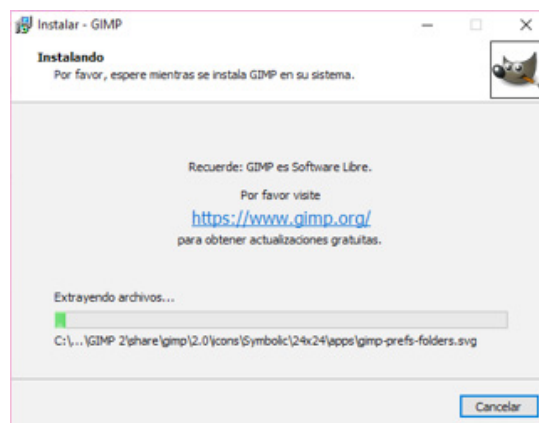 Instalar - GIMP
Instalando
Por favor, espere mientras se instala GIMP en su sistema.
Recuerde: GIMP es Software Libre.
Por favor visite
https://www.gimp.org/
para obtener actualizaciones gratuitas.
Extrayendo archivos...
C:\...\GIMP 2\share\gimp\2.0\icons\Symbolic\24x24\apps\gimp-prefs-folders.svg
Cancelar